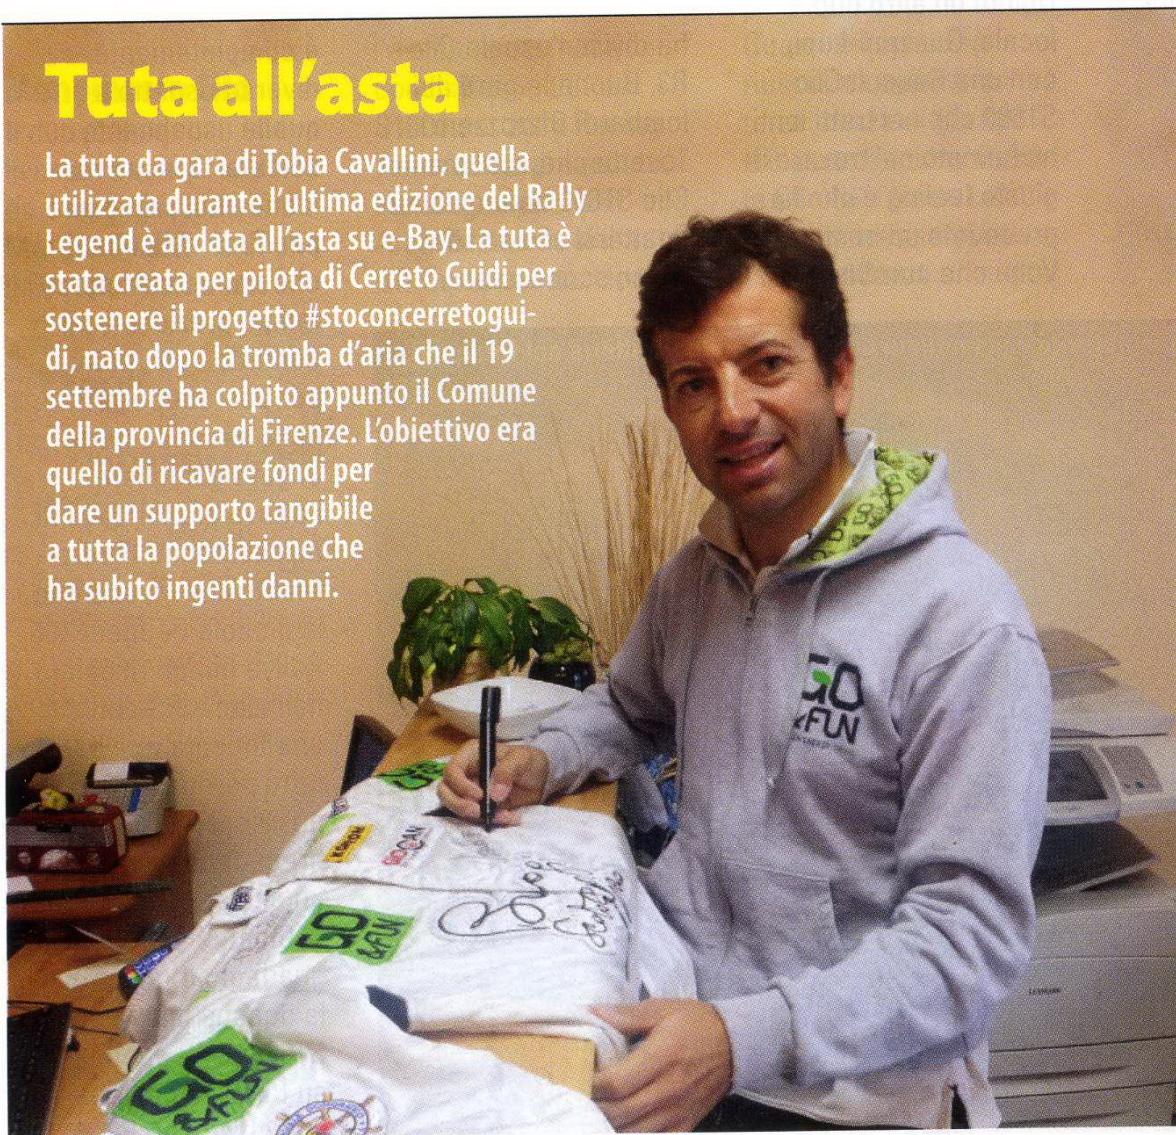 Tuta all'asta
La tuta da gara di Tobia Cavallini, quella
utilizzata durante l'ultima edizione del Rally
Legend è andata all'asta su e-Bay. La tuta è
stata creata per pilota di Cerreto Guidi per
sostenere il progetto #stoconcerretogui-
di, nato dopo la tromba d'aria che il 19
settembre ha colpito appunto il Comune
della provincia di Firenze. L'obiettivo era
quello di ricavare fondi per
dare un supporto tangibile
a tutta la popolazione che
ha subito ingenti danni.
GO
&FUN
GO
GO
&FUN
GO
&FUN
LEXMARK